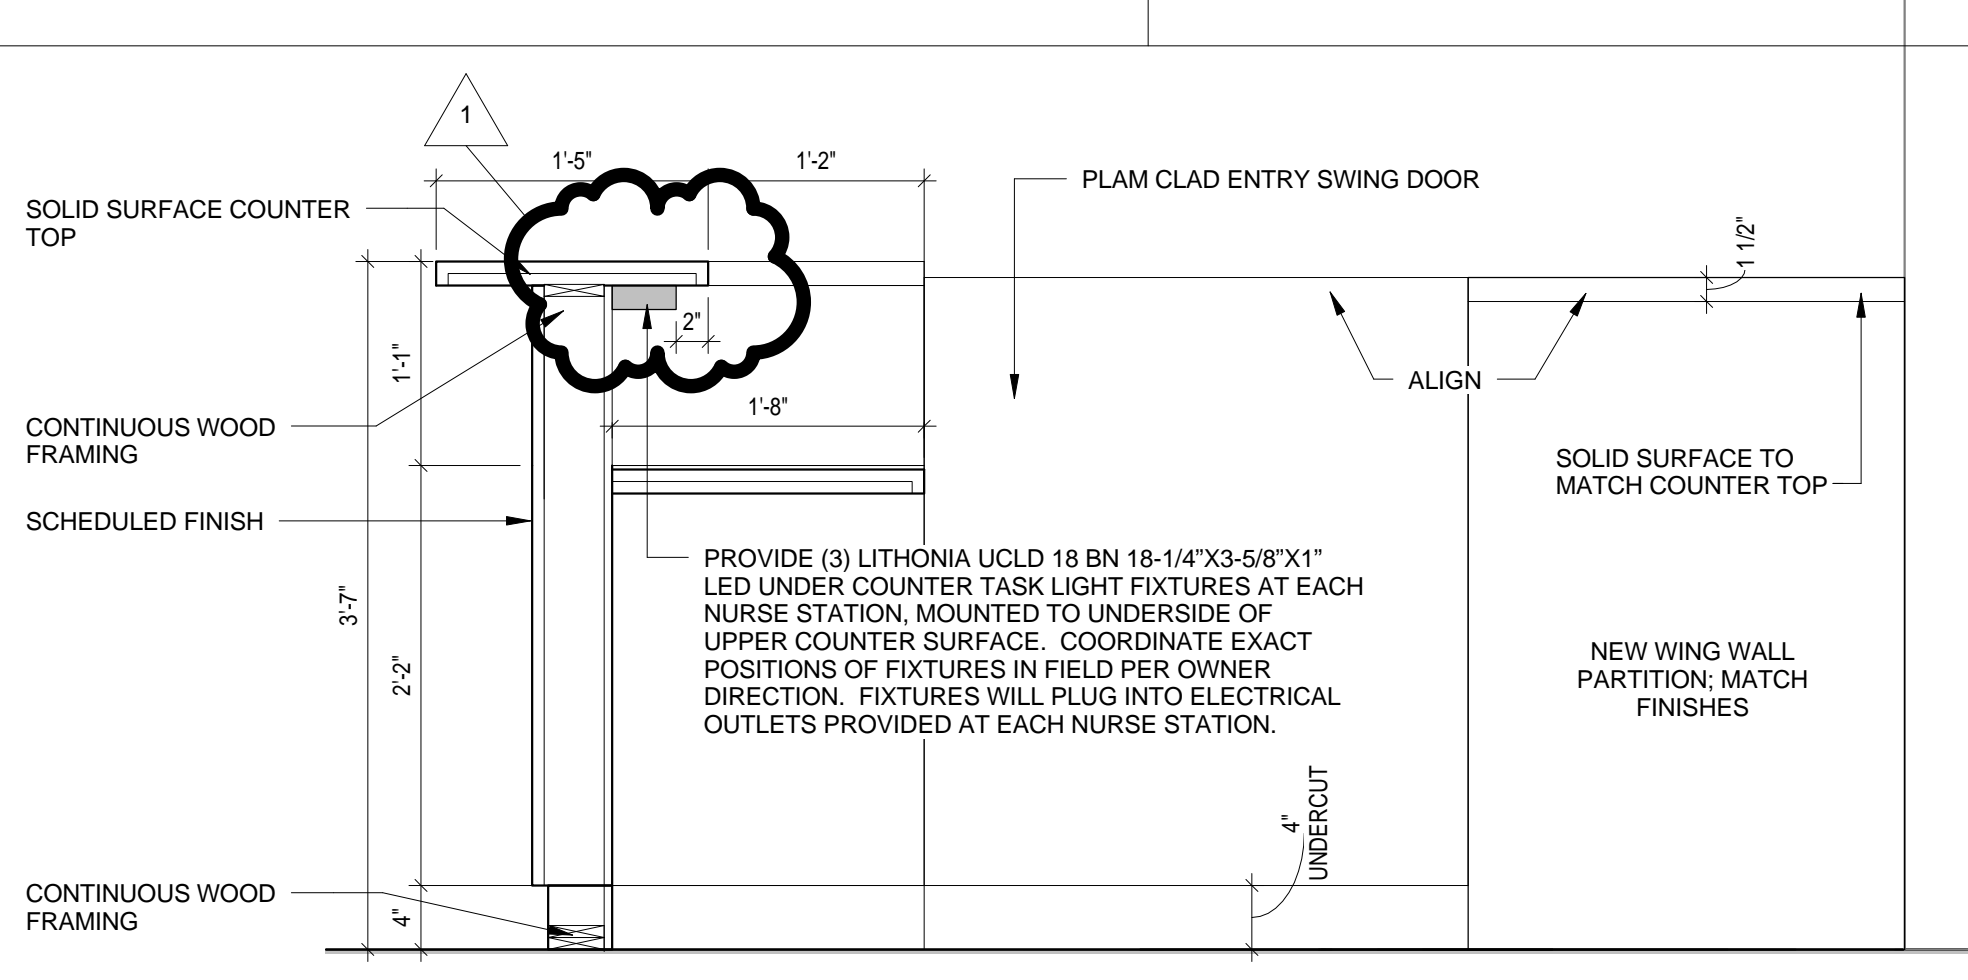 1
1'-5"
1'-2"
PLAM CLAD ENTRY SWING DOOR
SOLID SURFACE COUNTER
TOP
1 1/2"
2"
1'-1"
ALIGN
1'-8"
CONTINUOUS WOOD
FRAMING
SOLID SURFACE TO
MATCH COUNTER TOP
SCHEDULED FINISH
PROVIDE (3) LITHONIA UCLD 18 BN 18-1/4”X3-5/8”X1”
LED UNDER COUNTER TASK LIGHT FIXTURES AT EACH
NURSE STATION, MOUNTED TO UNDERSIDE OF
UPPER COUNTER SURFACE.  COORDINATE EXACT
POSITIONS OF FIXTURES IN FIELD PER OWNER
DIRECTION.  FIXTURES WILL PLUG INTO ELECTRICAL
OUTLETS PROVIDED AT EACH NURSE STATION.
3'-7"
2'-2"
NEW WING WALL
PARTITION; MATCH
FINISHES
4"
UNDERCUT
CONTINUOUS WOOD
FRAMING
4"